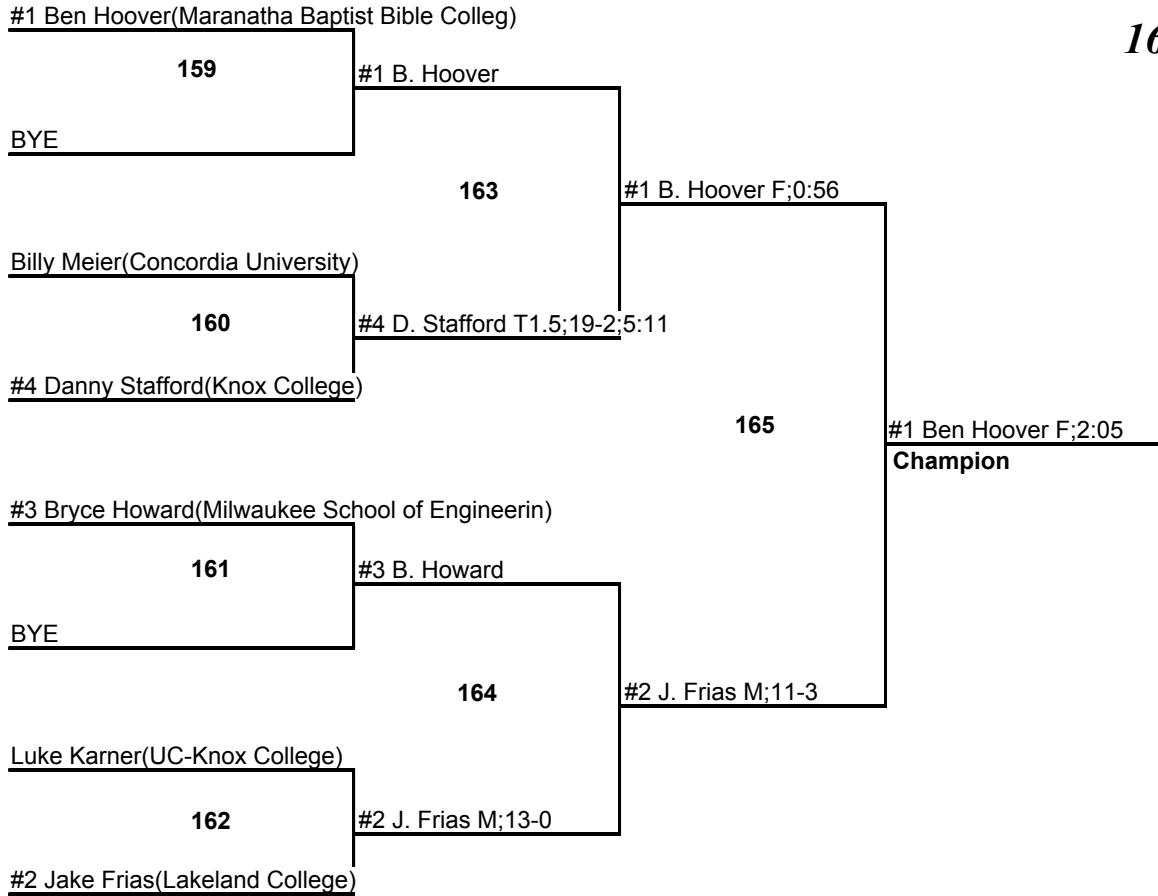 #1 Ben Hoover(Maranatha Baptist Bible Colleg)
16
159
#1 B. Hoover
BYE
163
#1 B. Hoover F;0:56
Billy Meier(Concordia University)
160
#4 D. Stafford T1.5;19-2;5:11
#4 Danny Stafford(Knox College)
165
#1 Ben Hoover F;2:05
Champion
#3 Bryce Howard(Milwaukee School of Engineerin)
161
#3 B. Howard
BYE
164
#2 J. Frias M;11-3
Luke Karner(UC-Knox College)
162
#2 J. Frias M;13-0
#2 Jake Frias(Lakeland College)